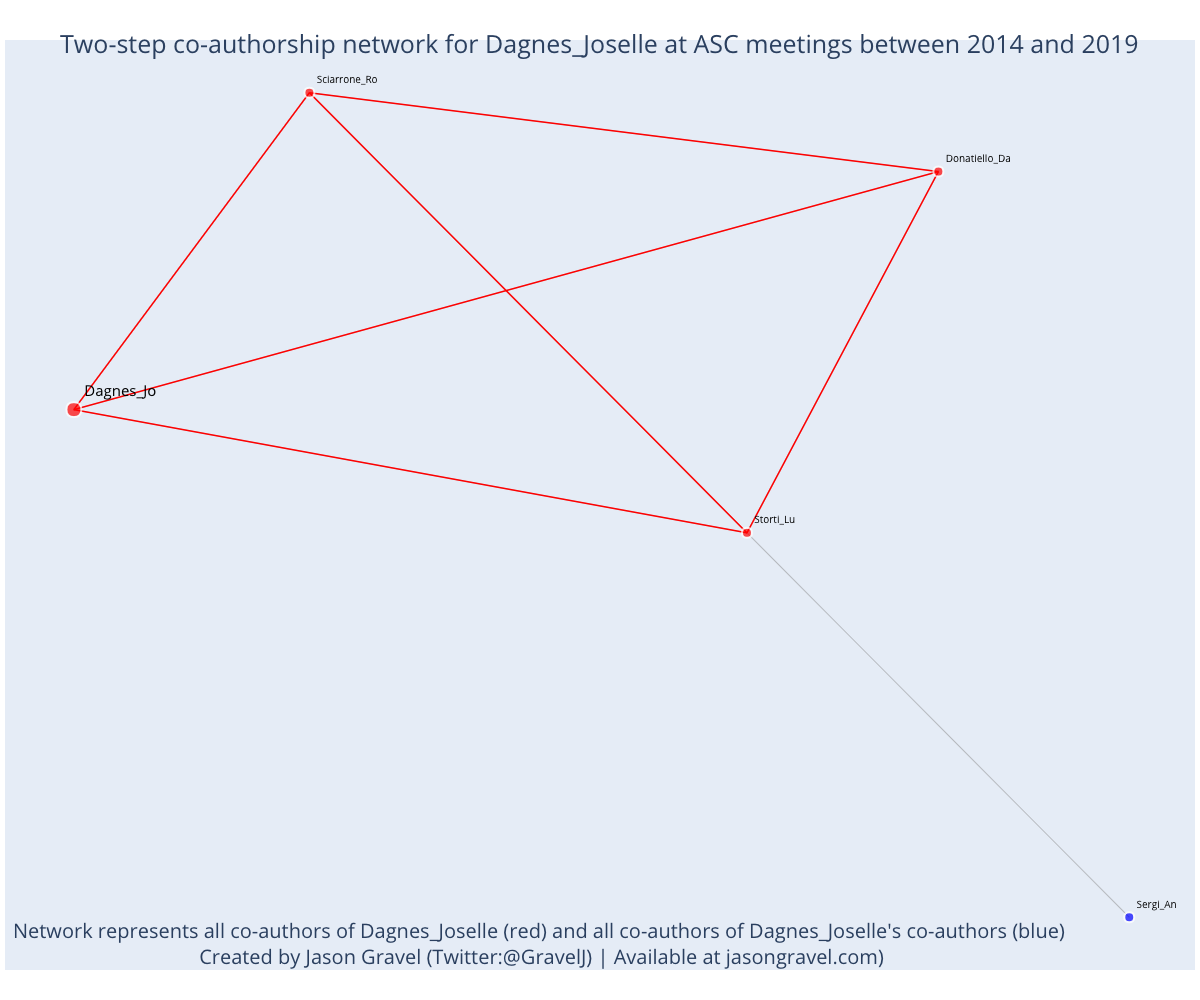 Two-step co-authorship network for Dagnes_Joselle at ASC meetings between 2014 and 2019
Sciarrone_Ro
Donatiello_Da
Dagnes_Jo
Storti_Lu
Sergi_An
Network represents all co-authors of Dagnes_Joselle (red) and all co-authors of Dagnes_Joselle's co-authors (blue)
Created by Jason Gravel (Twitter:@GravelJ) | Available at jasongravel.com)